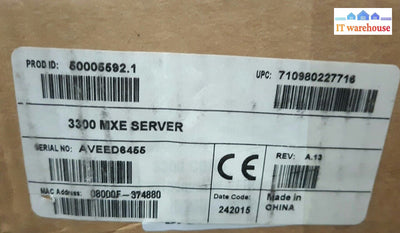 IT warehouse
PROD ID: 50005592.1
UPC: 710980227716
3300 MXE SERVER
SERIAL NO: AVEED6455
CE
REV: A.13
MAC Address: 08000F-374880
Date Code:
242015
Made in
CHINA